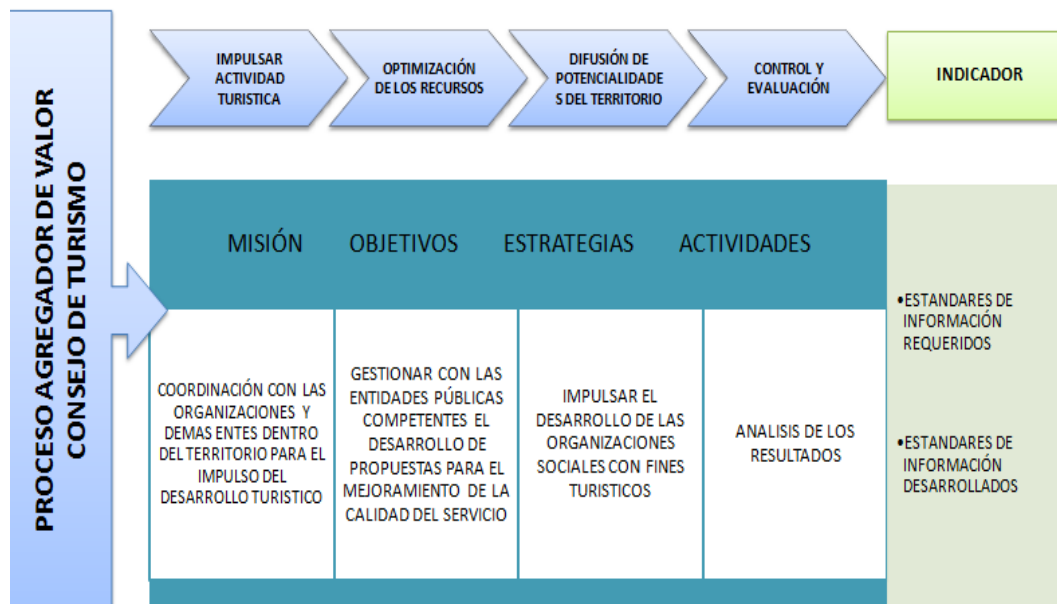 PROCESO AGREGADOR DE VALOR
CONSEJO DE TURISMO
IMPULSAR
ACTIVIDAD
TURISTICA
OPTIMIZACIÓN
DE LOS RECURSOS
DIFUSIÓN DE
POTENCIALIDADE
S DEL TERRITORIO
CONTROL Y
EVALUACIÓN
INDICADOR
MISIÓN OBJETIVOS ESTRATEGIAS ACTIVIDADES
COORDINACIÓN CON LAS
ORGANIZACIONES Y
DEMAS ENTES DENTRO
DEL TERRITORIO PARA EL
IMPULSO DEL
DESARROLLO TURISTICO
GESTIONAR CON LAS
ENTIDADES PÚBLICAS
COMPETENTES EL
DESARROLLO DE
PROPUESTAS PARA EL
MEJORAMIENTO DE LA
CALIDAD DEL SERVICIO
IMPULSAR EL
DESARROLLO DE LAS
ORGANIZACIONES
SOCIALES CON FINES
TURISTICOS
ANALISIS DE LOS
RESULTADOS
•ESTANDARES DE
INFORMACIÓN
REQUERIDOS
•ESTANDARES DE
INFORMACIÓN
DESARROLLADOS